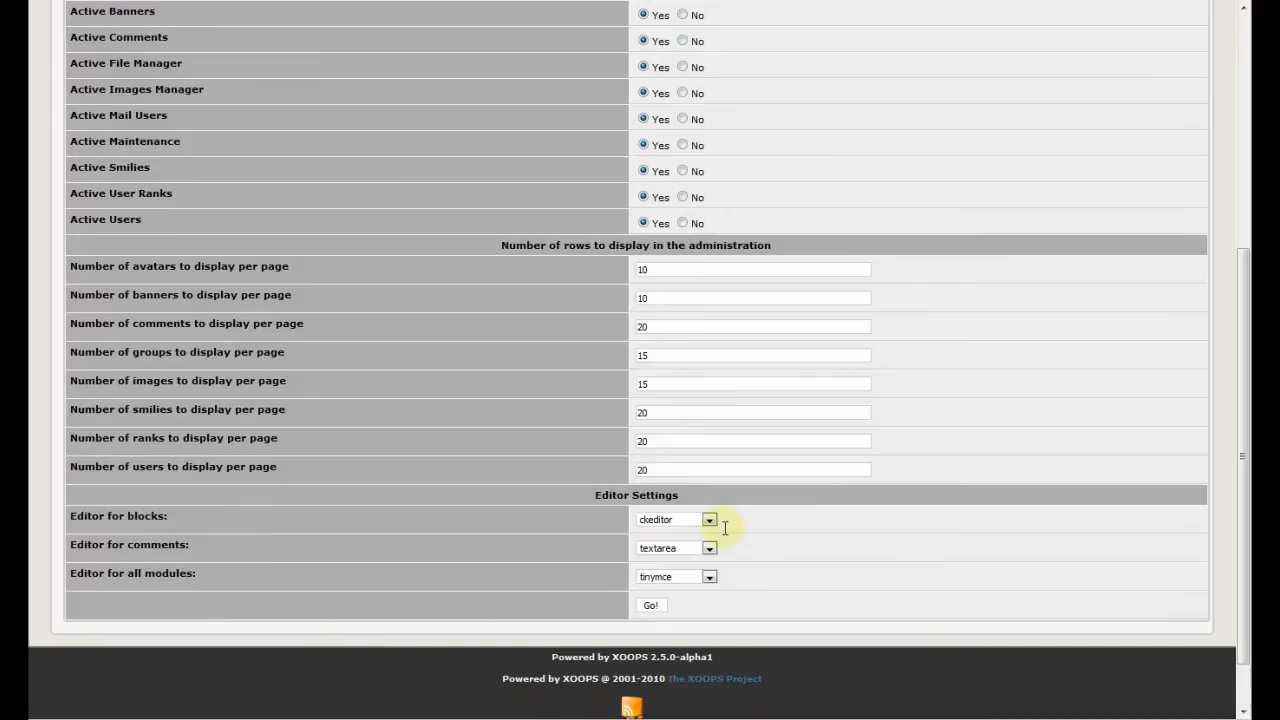 Active Banners Yes No
Active Comments Yes No
Active File Manager Yes No
Active Images Manager Yes No
Active Mail Users Yes No
Active Maintenance Yes No
Active Smilies Yes No
Active User Ranks Yes No
Active Users Yes No
Number of rows to display in the administration
Number of avatars to display per page 10
Number of banners to display per page 10
Number of comments to display per page 20
Number of groups to display per page 15
Number of images to display per page 15
Number of smilies to display per page 20
Number of ranks to display per page 20
Number of users to display per page 20
Editor Settings
Editor for blocks: ckeditor
Editor for comments: textarea
Editor for all modules: tinymce
Go!
Powered by XOOPS 2.5.0-alpha1
Powered by XOOPS @ 2001-2010 The XOOPS Project